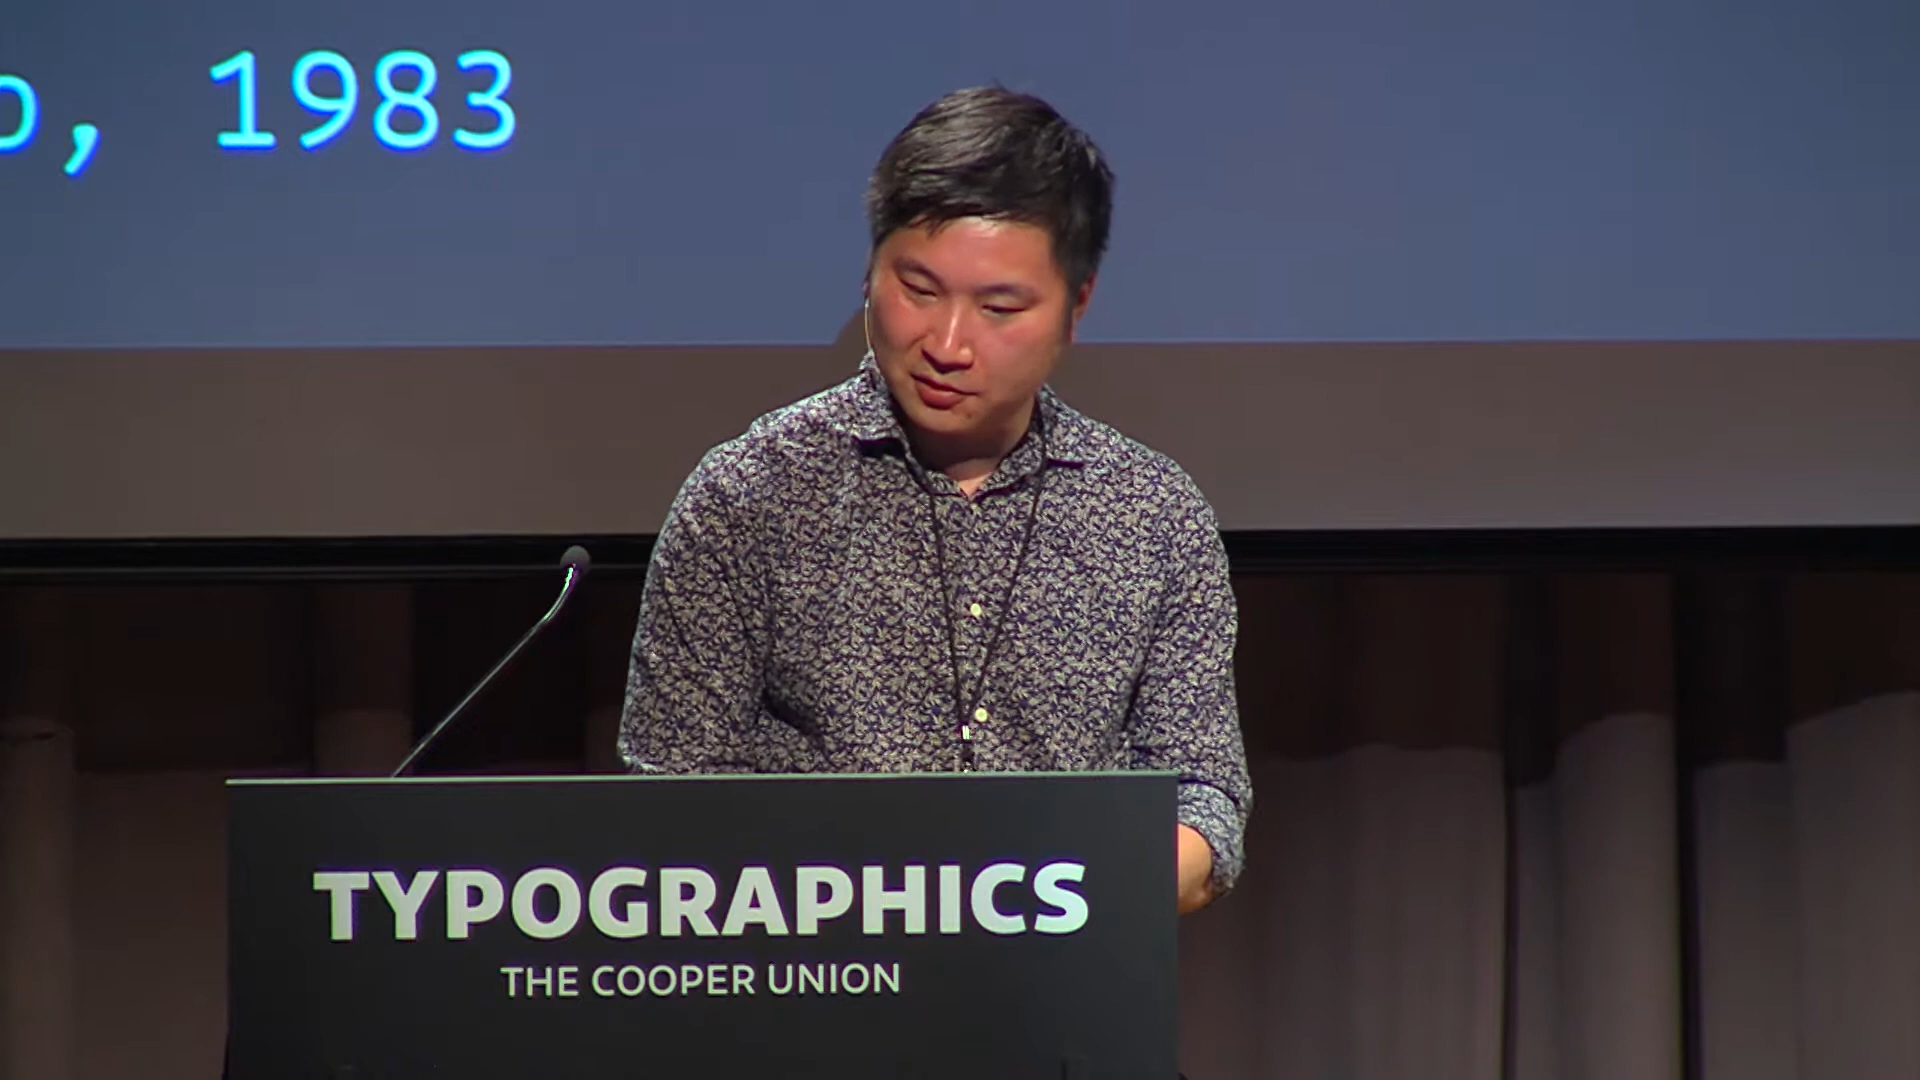 , 1983
TYPOGRAPHICS
THE COOPER UNION